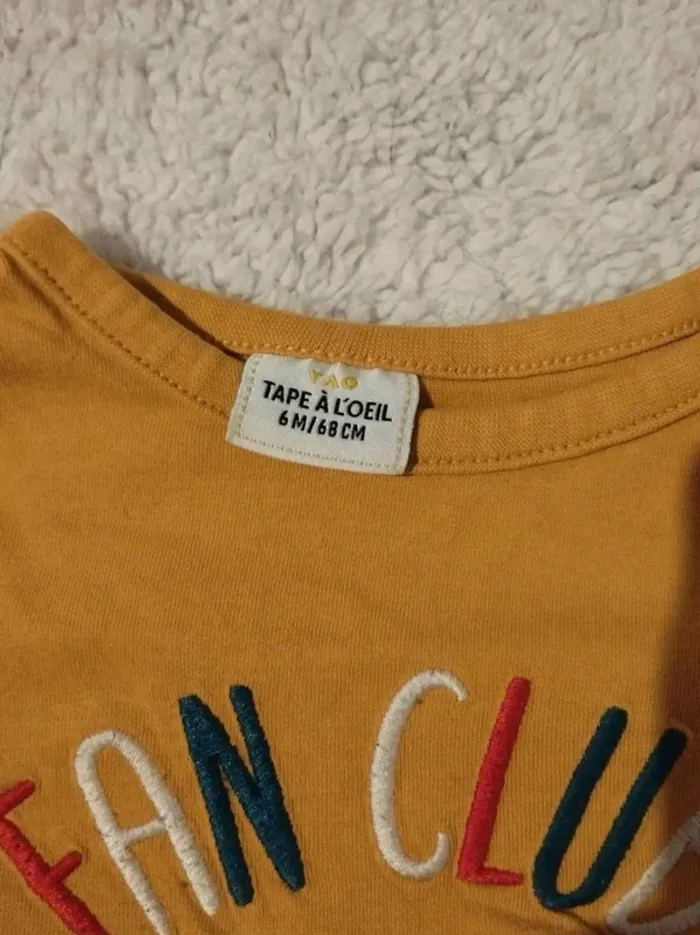 TAO
TAPE À L'OEIL
6M/68CM
FAN CLU